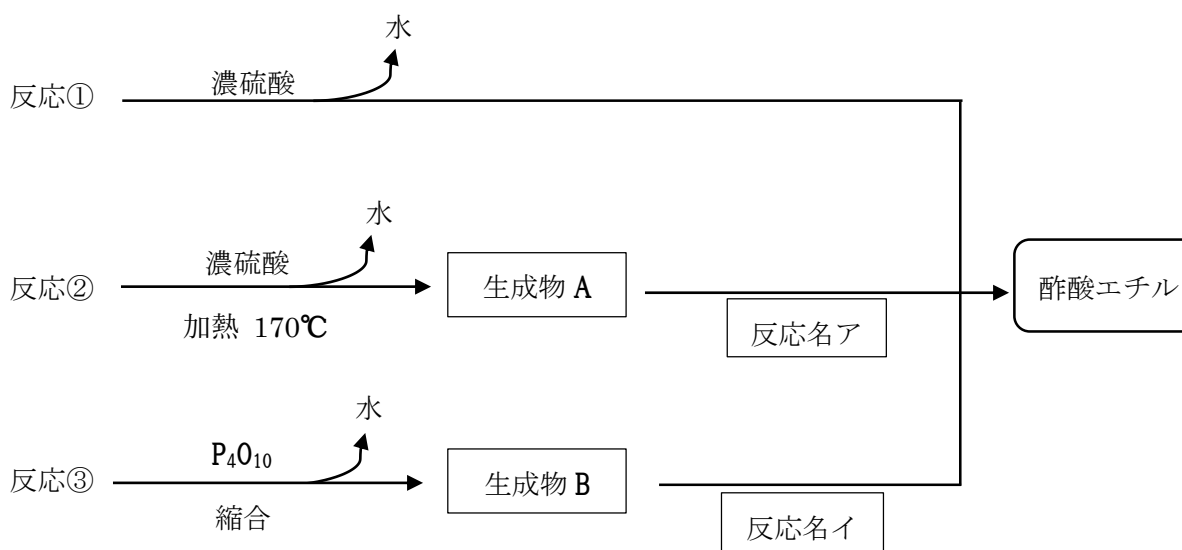 水
濃硫酸
反応①
水
濃硫酸
反応②
生成物 A
酢酸エチル
加熱 170℃
反応名ア
水
P₄O₁₀
反応③
生成物 B
縮合
反応名イ